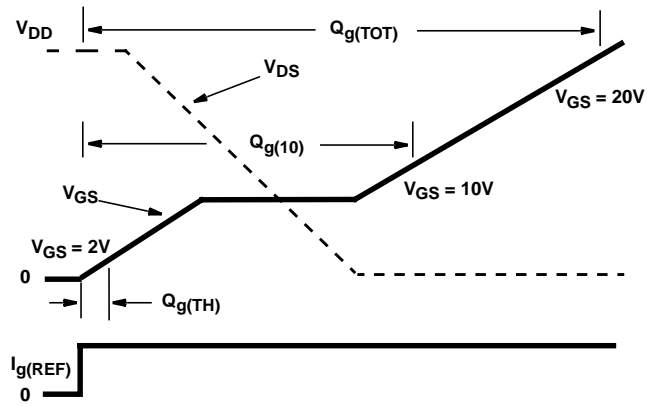 V_DD
Q_g(TOT)
V_DS
V_GS = 20V
Q_g(10)
V_GS
V_GS = 10V
V_GS = 2V
0
Q_g(TH)
I_g(REF)
0